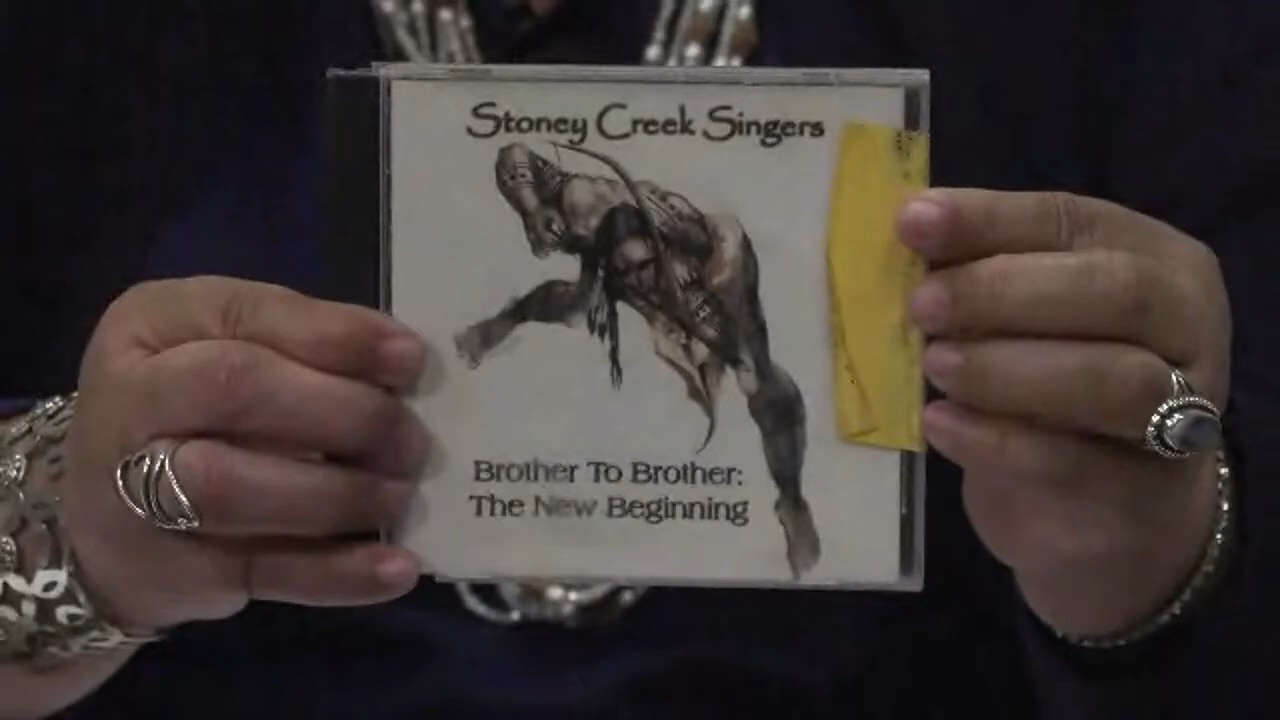 Stoney Creek Singers
Brother To Brother:
The New Beginning